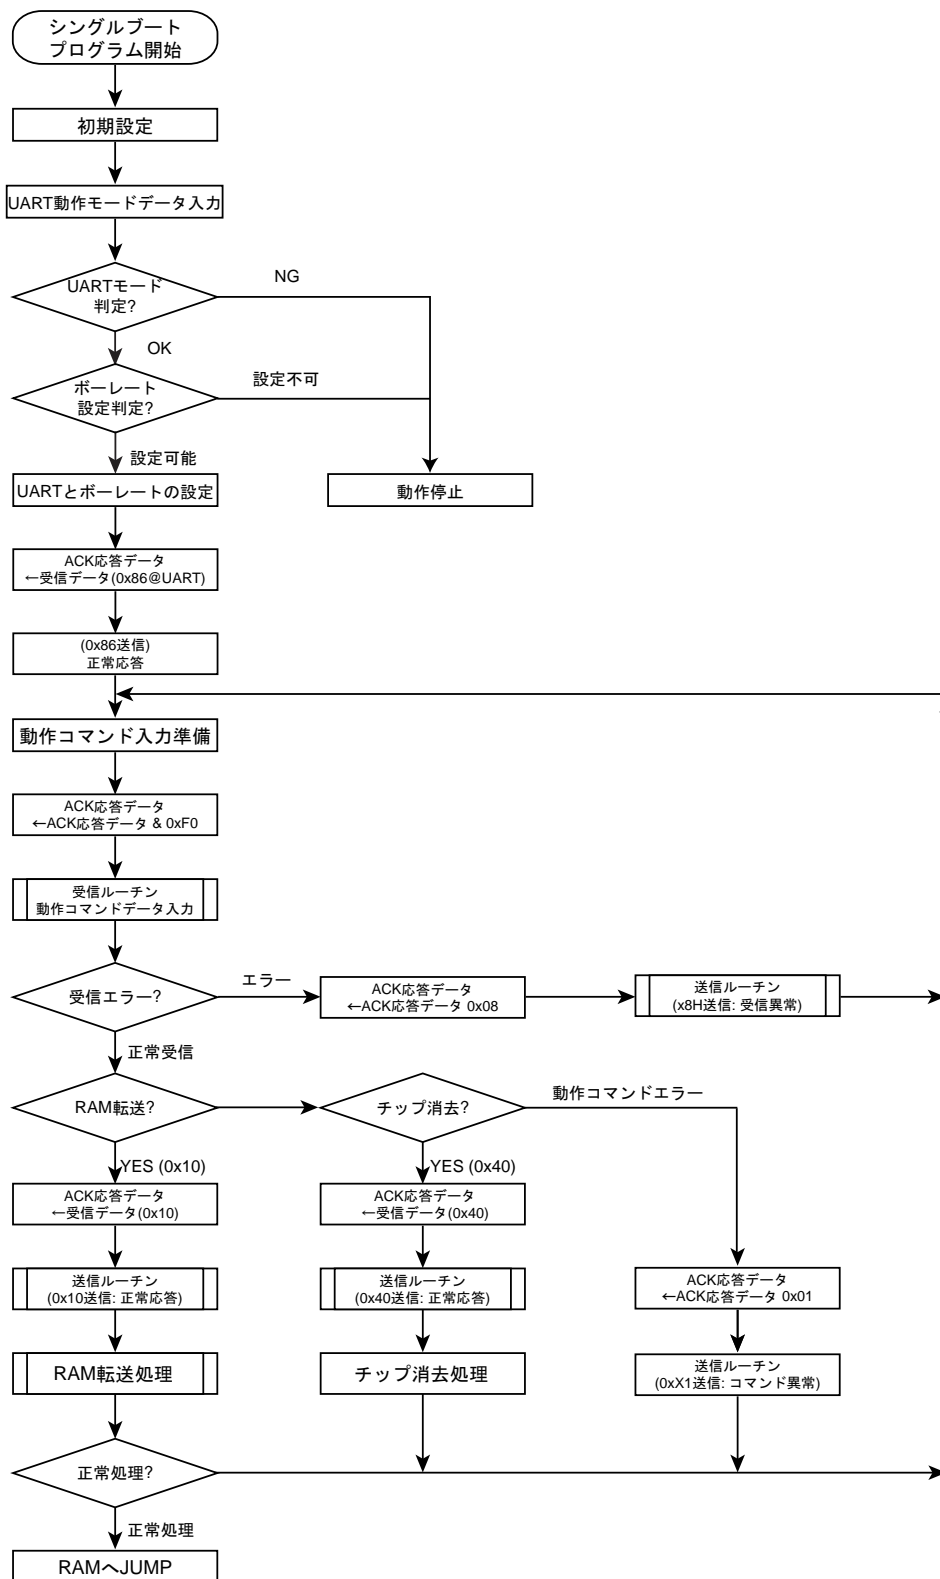 シングルブート
プログラム開始
初期設定
UART動作モードデータ入力
UARTモード
判定?
NG
OK
ボーレート
設定判定?
設定不可
設定可能
UARTとボーレートの設定
動作停止
ACK応答データ
←受信データ(0x86@UART)
(0x86送信)
正常応答
動作コマンド入力準備
ACK応答データ
←ACK応答データ & 0xF0
受信ルーチン
動作コマンドデータ入力
受信エラー?
エラー
ACK応答データ
←ACK応答データ 0x08
送信ルーチン
(x8H送信: 受信異常)
正常受信
RAM転送?
チップ消去?
動作コマンドエラー
YES (0x10)
YES (0x40)
ACK応答データ
←受信データ(0x10)
ACK応答データ
←受信データ(0x40)
送信ルーチン
(0x10送信: 正常応答)
送信ルーチン
(0x40送信: 正常応答)
ACK応答データ
←ACK応答データ 0x01
RAM転送処理
チップ消去処理
送信ルーチン
(0xX1送信: コマンド異常)
正常処理?
正常処理
RAMへJUMP